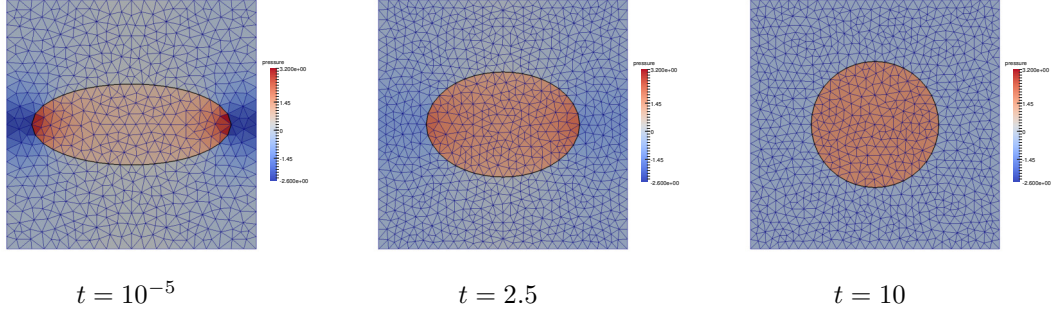 pressure
3.200e+00
1.45
0
-1.45
-2.600e+00
pressure
3.200e+00
1.45
0
-1.45
-2.600e+00
pressure
3.200e+00
1.45
0
-1.45
-2.600e+00
t = 10⁻⁵
t = 2.5
t = 10